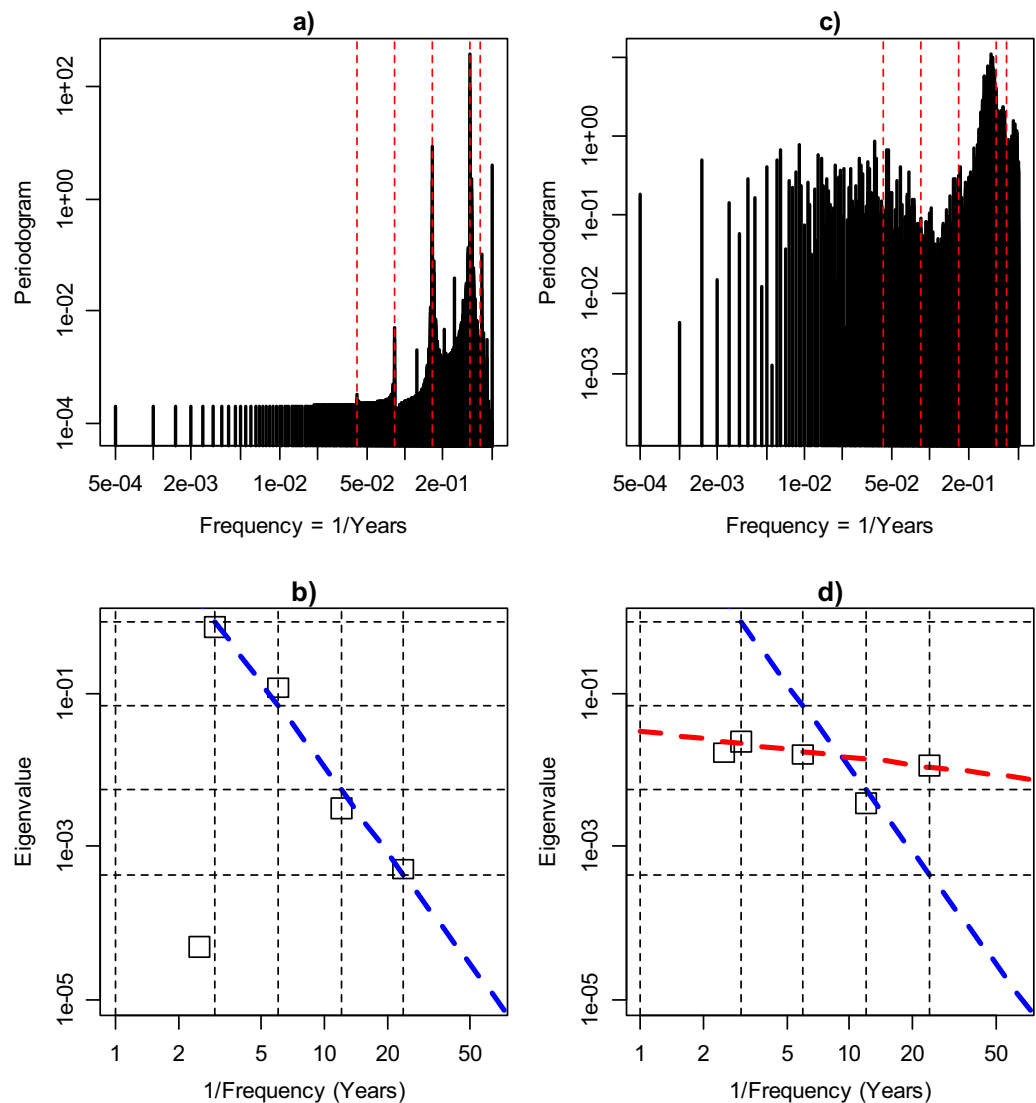 a)
Periodogram
1e+02
1e+00
1e-02
1e-04
5e-04 2e-03 1e-02 5e-02 2e-01
Frequency = 1/Years
c)
Periodogram
1e+00
1e-01
1e-02
1e-03
5e-04 2e-03 1e-02 5e-02 2e-01
Frequency = 1/Years
b)
Eigenvalue
1e-01
1e-03
1e-05
1 2 5 10 20 50
1/Frequency (Years)
d)
Eigenvalue
1e-01
1e-03
1e-05
1 2 5 10 20 50
1/Frequency (Years)